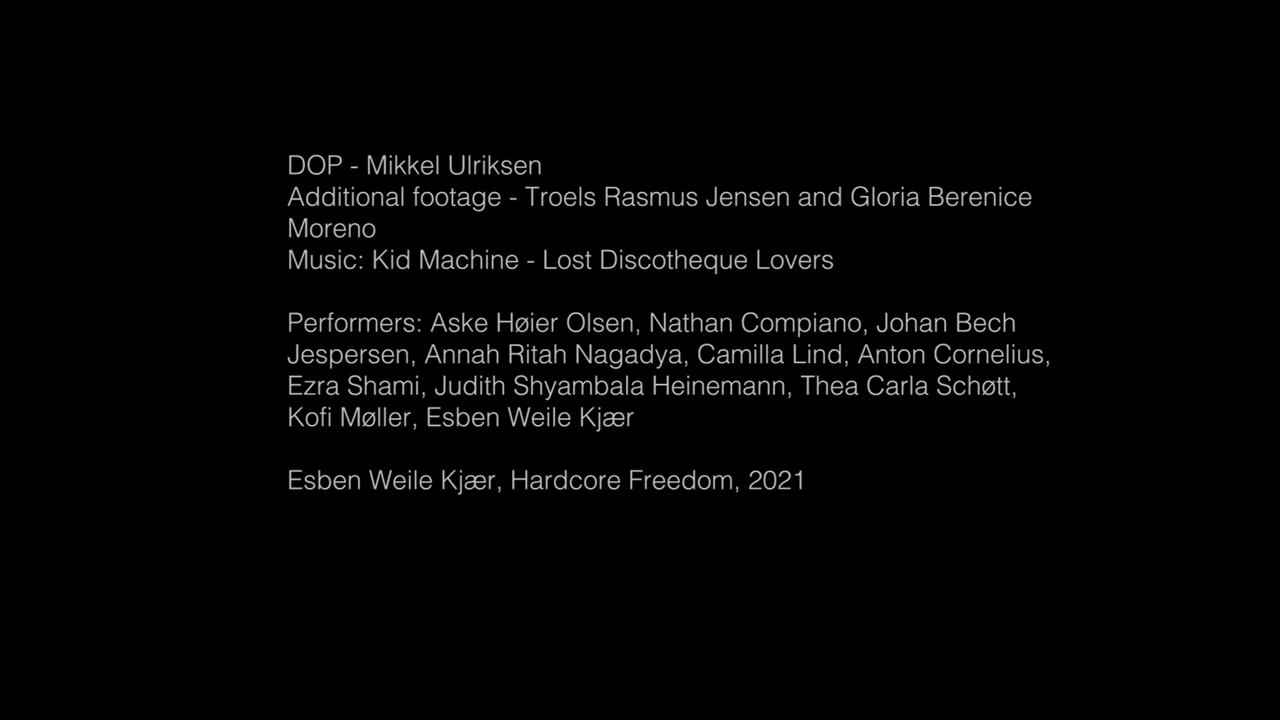 DOP - Mikkel Ulriksen
Additional footage - Troels Rasmus Jensen and Gloria Berenice
Moreno
Music: Kid Machine - Lost Discotheque Lovers
Performers: Aske Høier Olsen, Nathan Compiano, Johan Bech
Jespersen, Annah Ritah Nagadya, Camilla Lind, Anton Cornelius,
Ezra Shami, Judith Shyambala Heinemann, Thea Carla Schøtt,
Kofi Møller, Esben Weile Kjær
Esben Weile Kjær, Hardcore Freedom, 2021